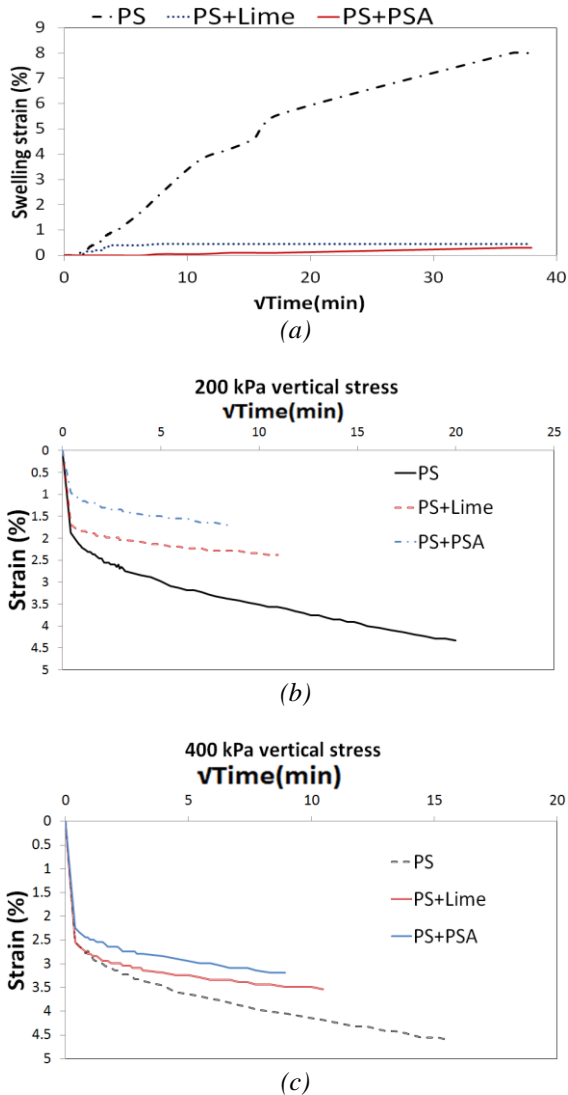 PS PS+Lime PS+PSA
9
8
7
6
5
4
3
2
1
0
Swelling strain (%)
0 10 20 30 40
√Time(min)
(a)
200 kPa vertical stress
√Time(min)
0 5 10 15 20 25
0
0.5
1
1.5
2
2.5
3
3.5
4
4.5
5
Strain (%)
PS
PS+Lime
PS+PSA
(b)
400 kPa vertical stress
√Time(min)
0 5 10 15 20
0
0.5
1
1.5
2
2.5
3
3.5
4
4.5
5
Strain (%)
PS
PS+Lime
PS+PSA
(c)